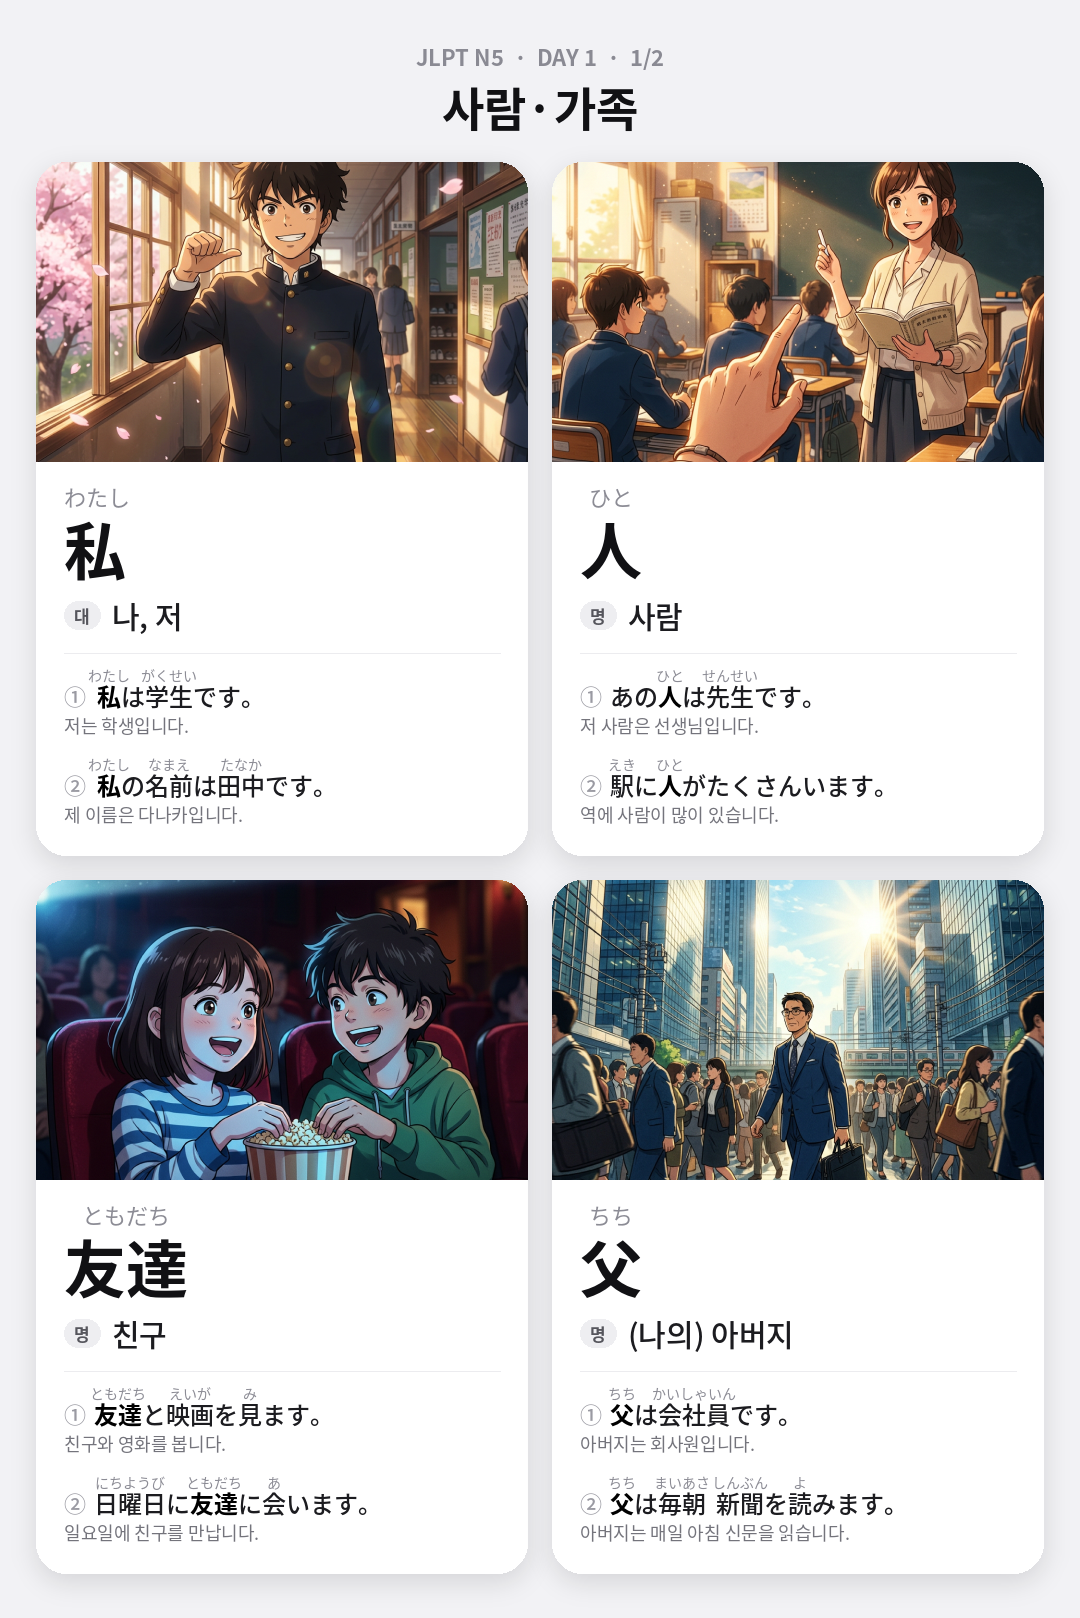 JLPT N5 · DAY 1 · 1/2
사람·가족
わたし
私
대 나, 저
わたし がくせい
① 私は学生です。
저는 학생입니다.
わたし なまえ たなか
② 私の名前は田中です。
제 이름은 다나카입니다.
ひと
人
명 사람
ひと せんせい
① あの人は先生です。
저 사람은 선생님입니다.
えき ひと
② 駅に人がたくさんいます。
역에 사람이 많이 있습니다.
ともだち
友達
명 친구
ともだち えいが み
① 友達と映画を見ます。
친구와 영화를 봅니다.
にちようび ともだち あ
② 日曜日に友達に会います。
일요일에 친구를 만납니다.
ちち
父
명 (나의) 아버지
ちち かいしゃいん
① 父は会社員です。
아버지는 회사원입니다.
ちち まいあさ しんぶん よ
② 父は毎朝 新聞を読みます。
아버지는 매일 아침 신문을 읽습니다.